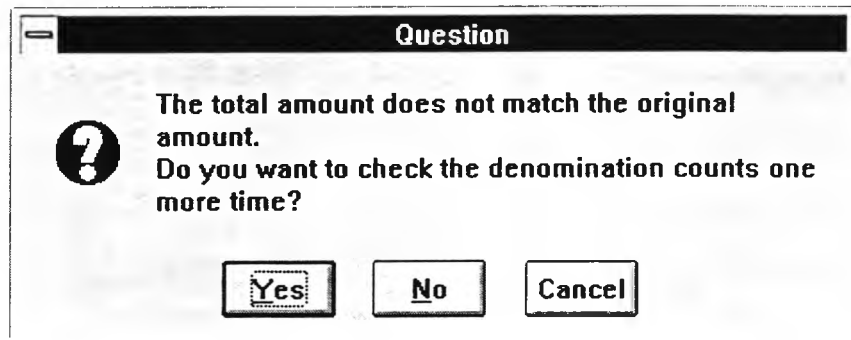 Question
The total amount does not match the original
amount.
Do you want to check the denomination counts one
more time?
Yes No Cancel